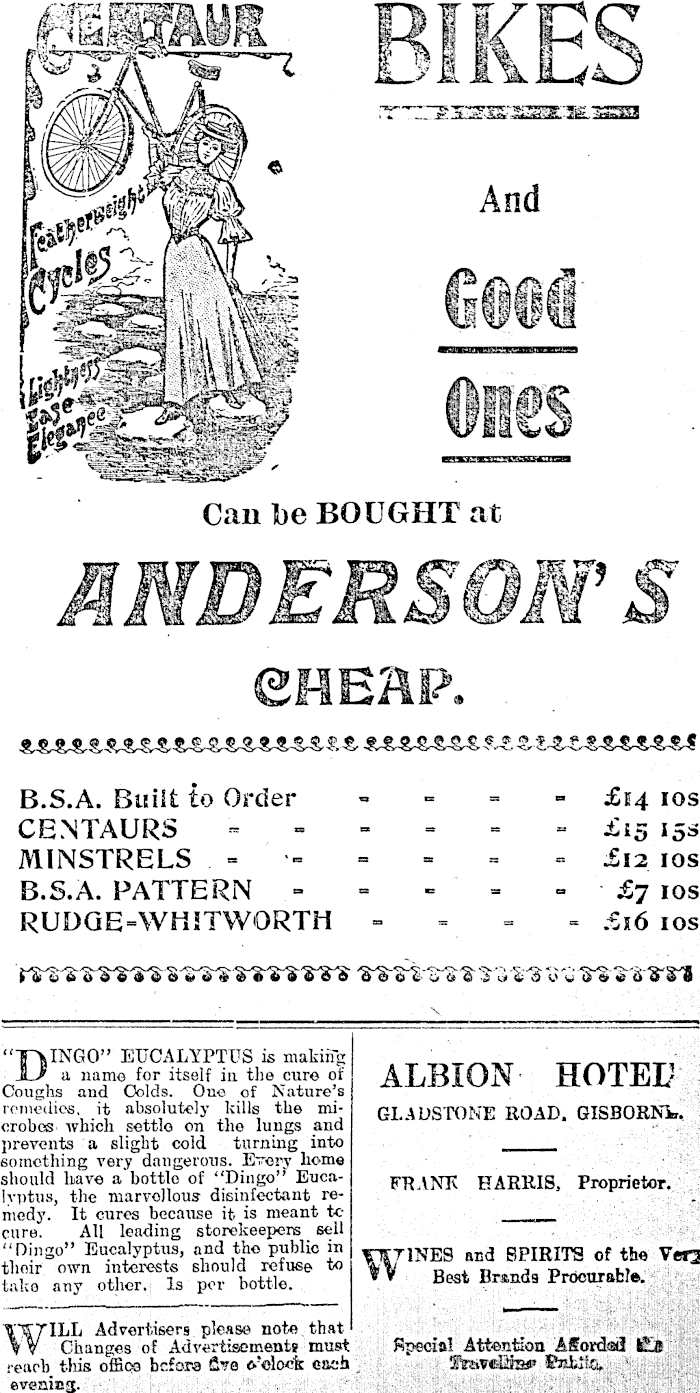 CENTAUR
Featherweight
Cycles
Lightness
Ease
Elegance
BIKES
And
Good
Ones
Can be BOUGHT at
ANDERSON'S
CHEAP.
B.S.A. Built to Order - - - - £14 10s
CENTAURS - - - - - - £15 15s
MINSTRELS - - - - - - £12 10s
B.S.A. PATTERN - - - - - £7 10s
RUDGE-WHITWORTH - - - - £16 10s
"DINGO" EUCALYPTUS is making
a name for itself in the cure of
Coughs and Colds. One of Nature's
remedies, it absolutely kills the mi-
crobes which settle on the lungs and
prevents a slight cold turning into
something very dangerous. Every home
should have a bottle of "Dingo" Euca-
lyptus, the marvellous disinfectant re-
medy. It cures because it is meant to
cure. All leading storekeepers sell
"Dingo" Eucalyptus, and the public in
their own interests should refuse to
take any other. 1s per bottle.
WILL Advertisers please note that
Changes of Advertisements must
reach this office before five o'clock each
evening.
ALBION HOTEL
GLADSTONE ROAD, GISBORNE.
FRANK HARRIS, Proprietor.
WINES and SPIRITS of the Very
Best Brands Procurable.
Special Attention Afforded the
Travelling Public.